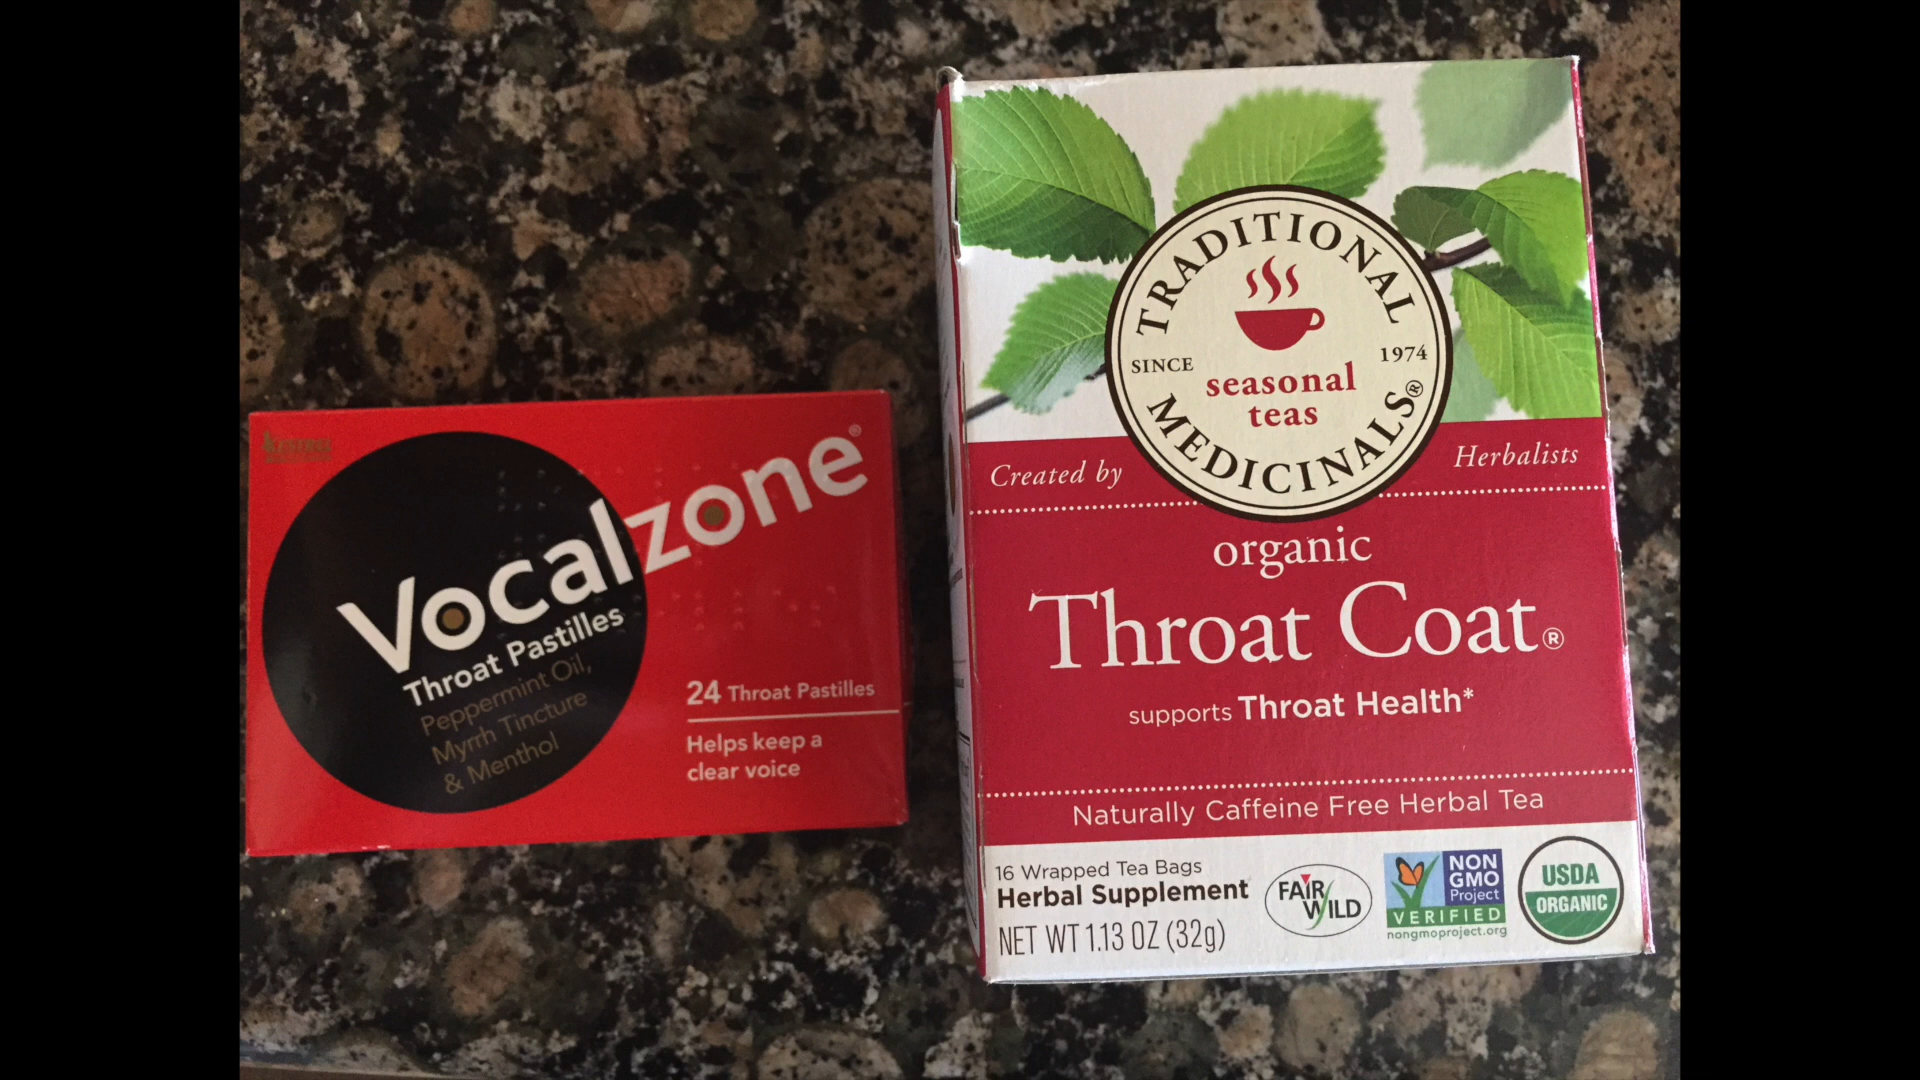 Vocalzone®
Throat Pastilles
Peppermint Oil,
Myrrh Tincture
& Menthol
24 Throat Pastilles
Helps keep a
clear voice
TRADITIONAL
SINCE 1974
seasonal
teas
MEDICINALS®
Created by Herbalists
organic
Throat Coat®
supports Throat Health*
Naturally Caffeine Free Herbal Tea
16 Wrapped Tea Bags
Herbal Supplement
NET WT 1.13 OZ (32g)
FAIR
WILD
NON
GMO
Project
VERIFIED
nongmoproject.org
USDA
ORGANIC